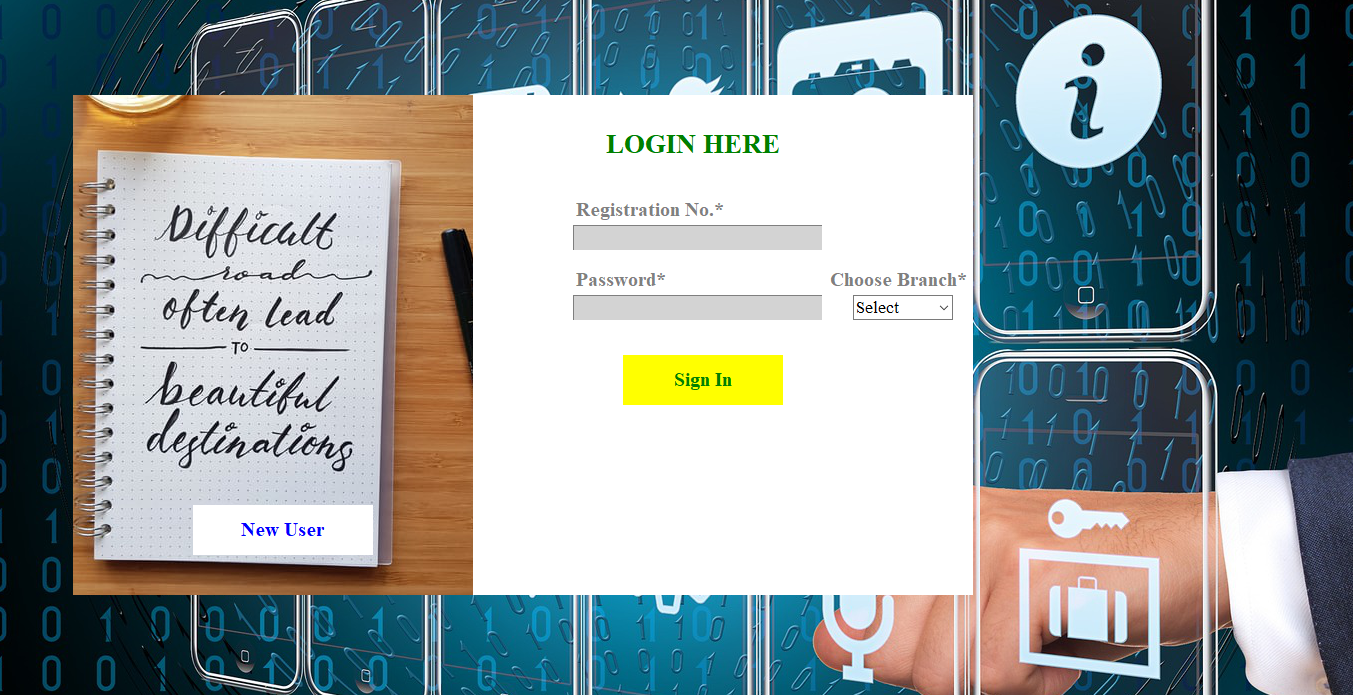 Difficult
road
often lead
TO
beautiful
destinations
New User
LOGIN HERE
Registration No.*
Password*
Choose Branch*
Select
Sign In